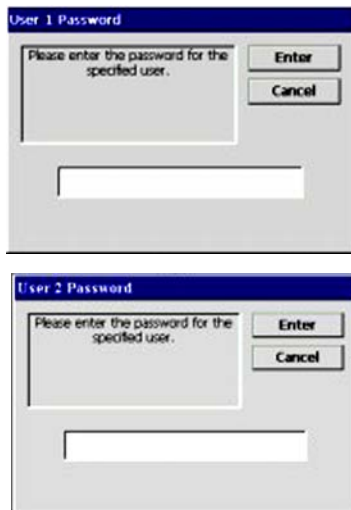 User 1 Password
Please enter the password for the
specified user.
Enter
Cancel
User 2 Password
Please enter the password for the
specified user.
Enter
Cancel